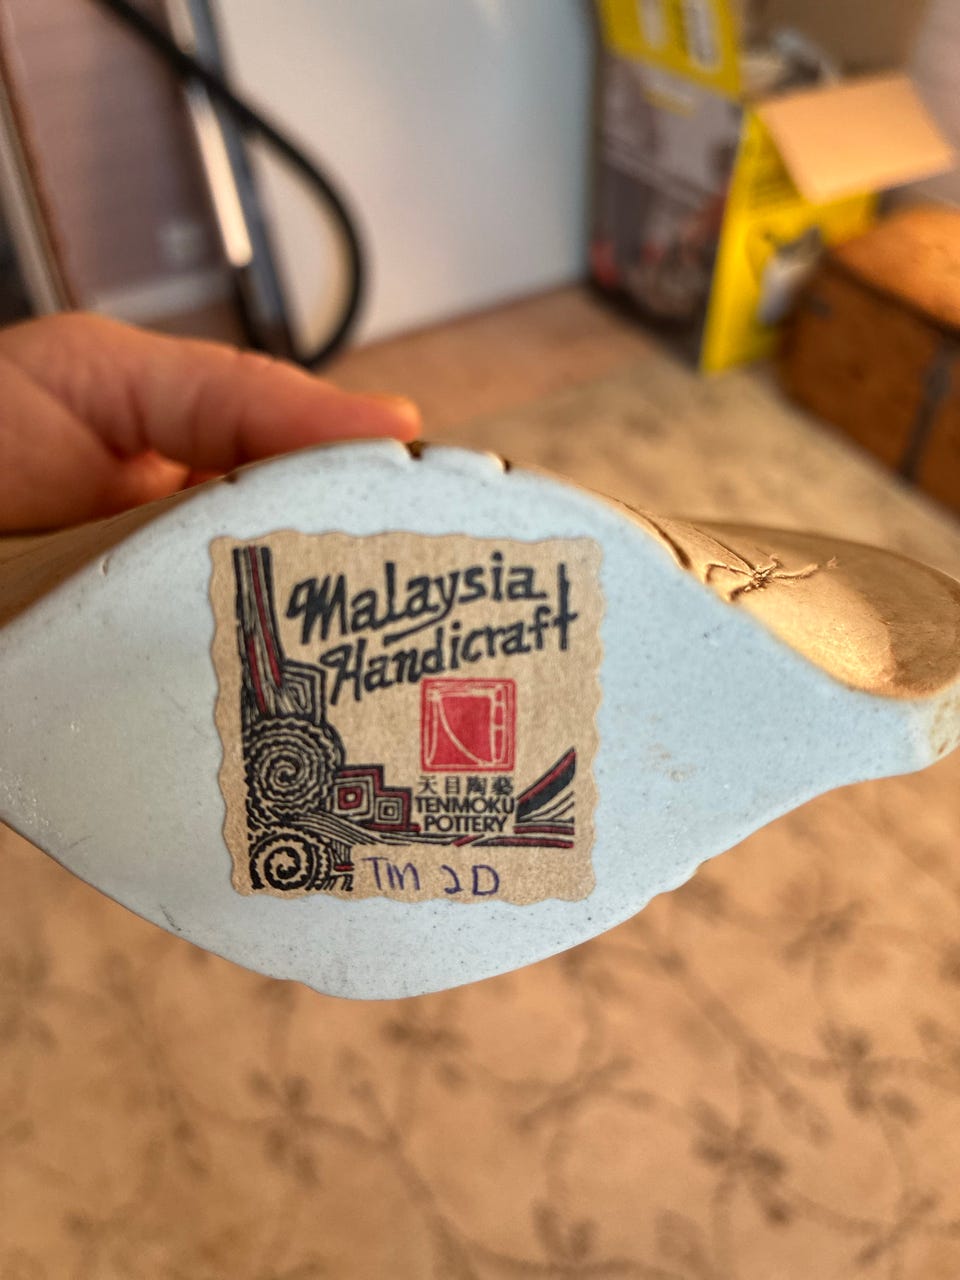 Malaysia
Handicraft
天目陶藝
TENMOKU
POTTERY
TM 2D